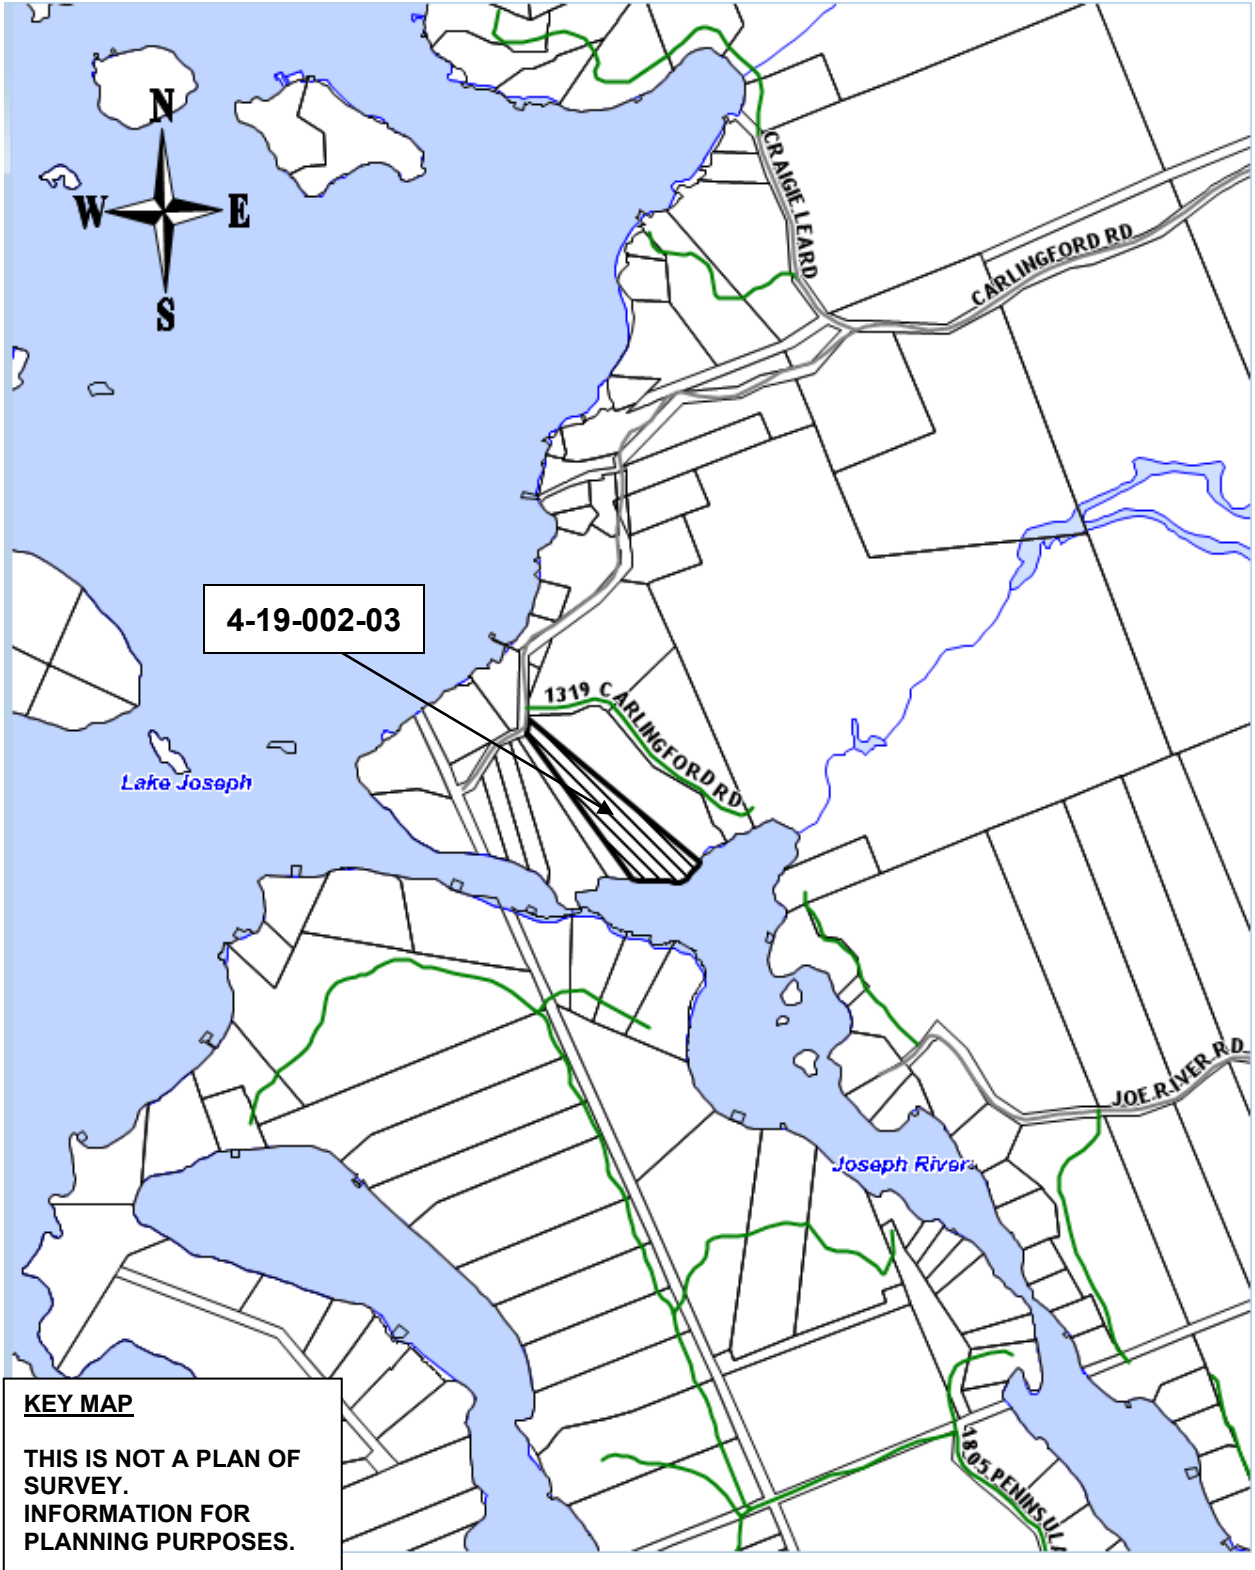 N
W E
S
CRAIGIE LEA RD
CARLINGFORD RD
4-19-002-03
1319 CARLINGFORD RD
Lake Joseph
JOE RIVER RD
Joseph River
1805 PENINSULA
KEY MAP
THIS IS NOT A PLAN OF
SURVEY.
INFORMATION FOR
PLANNING PURPOSES.